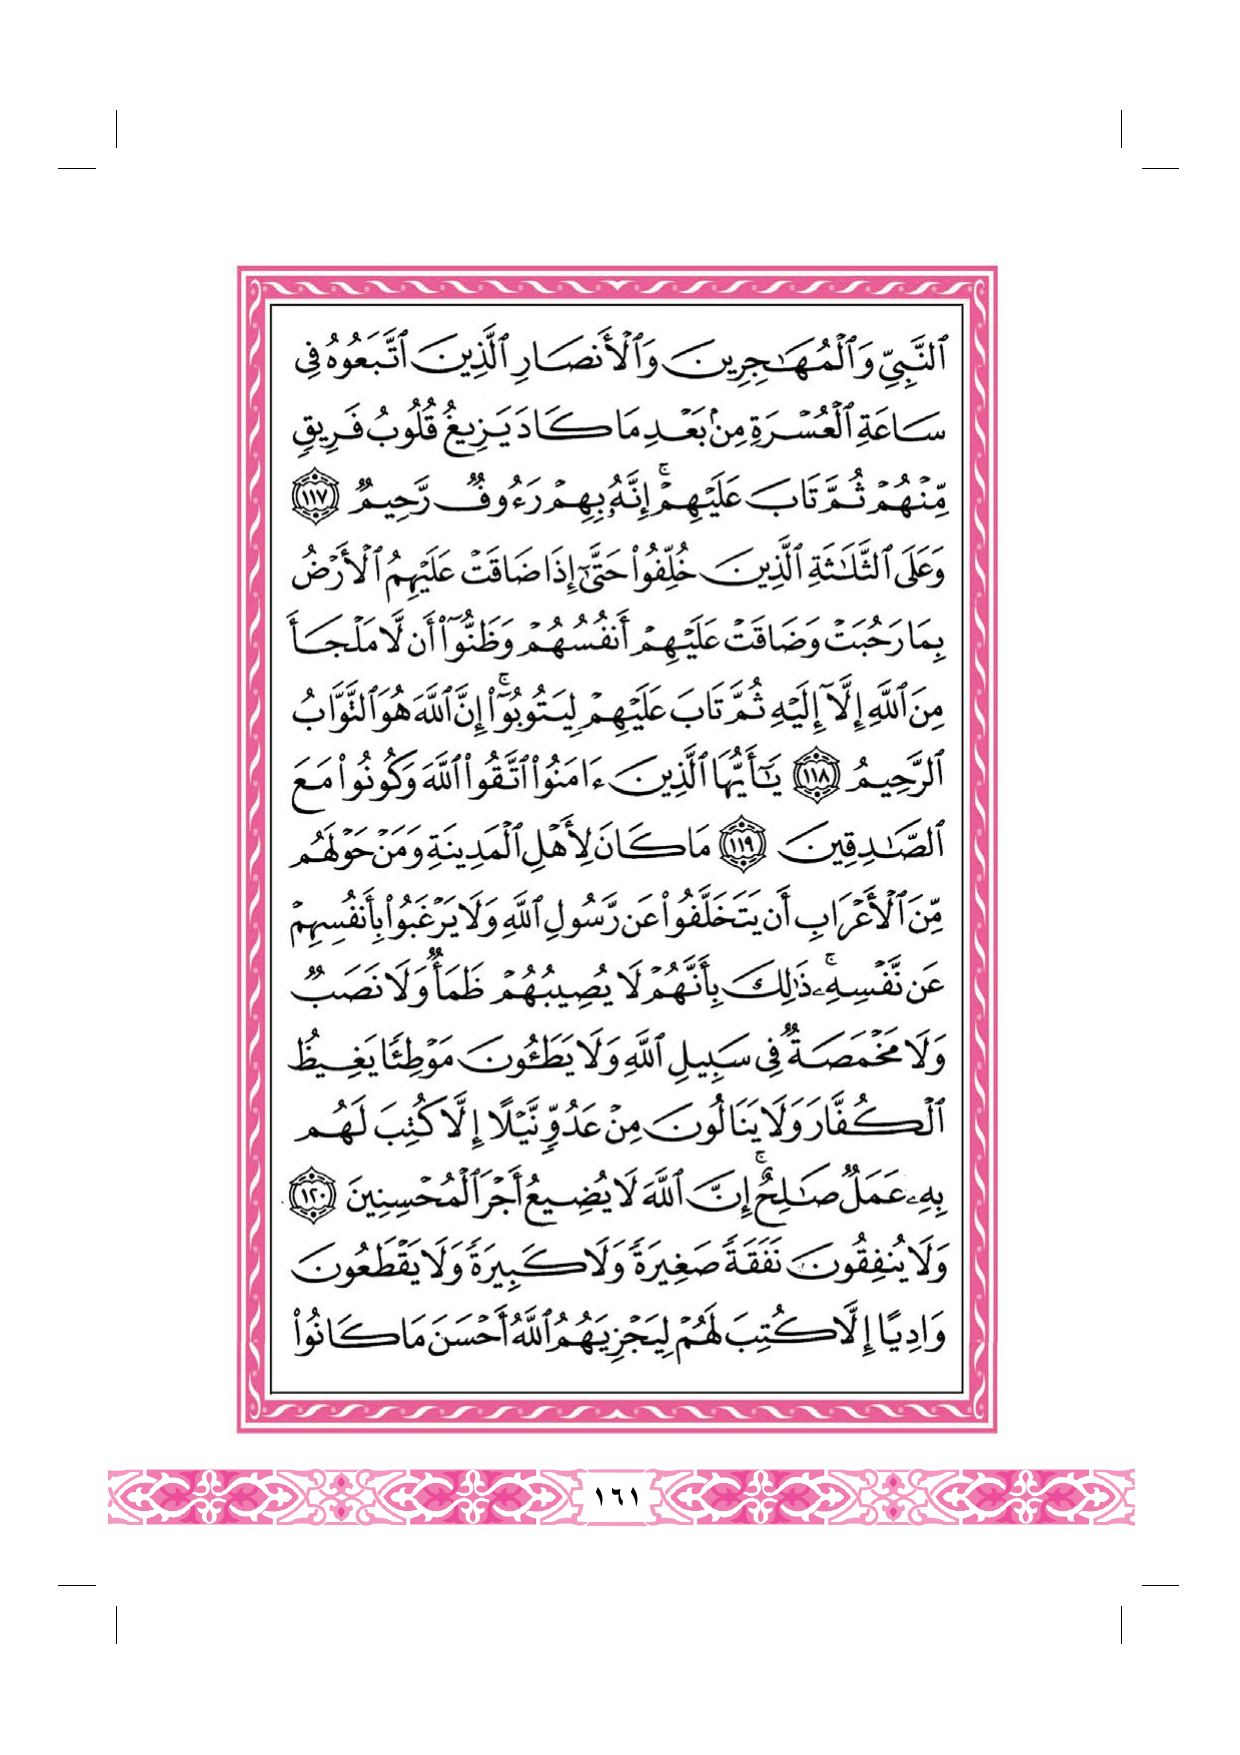 ٱلنَّبِيِّ وَٱلْمُهَـٰجِرِينَ وَٱلْأَنصَارِ ٱلَّذِينَ ٱتَّبَعُوهُ فِى
سَاعَةِ ٱلْعُسْرَةِ مِنۢ بَعْدِ مَا كَادَ يَزِيغُ قُلُوبُ فَرِيقٍ
مِّنْهُمْ ثُمَّ تَابَ عَلَيْهِمْ ۚ إِنَّهُۥ بِهِمْ رَءُوفٌ رَّحِيمٌ ١١٧
وَعَلَى ٱلثَّلَـٰثَةِ ٱلَّذِينَ خُلِّفُوا۟ حَتَّىٰٓ إِذَا ضَاقَتْ عَلَيْهِمُ ٱلْأَرْضُ
بِمَا رَحُبَتْ وَضَاقَتْ عَلَيْهِمْ أَنفُسُهُمْ وَظَنُّوٓا۟ أَن لَّا مَلْجَأَ
مِنَ ٱللَّهِ إِلَّآ إِلَيْهِ ثُمَّ تَابَ عَلَيْهِمْ لِيَتُوبُوٓا۟ ۚ إِنَّ ٱللَّهَ هُوَ ٱلتَّوَّابُ
ٱلرَّحِيمُ ١١٨ يَـٰٓأَيُّهَا ٱلَّذِينَ ءَامَنُوا۟ ٱتَّقُوا۟ ٱللَّهَ وَكُونُوا۟ مَعَ
ٱلصَّـٰدِقِينَ ١١٩ مَا كَانَ لِأَهْلِ ٱلْمَدِينَةِ وَمَنْ حَوْلَهُم
مِّنَ ٱلْأَعْرَابِ أَن يَتَخَلَّفُوا۟ عَن رَّسُولِ ٱللَّهِ وَلَا يَرْغَبُوا۟ بِأَنفُسِهِمْ
عَن نَّفْسِهِۦ ۚ ذَٰلِكَ بِأَنَّهُمْ لَا يُصِيبُهُمْ ظَمَأٌ وَلَا نَصَبٌ
وَلَا مَخْمَصَةٌ فِى سَبِيلِ ٱللَّهِ وَلَا يَطَـُٔونَ مَوْطِئًا يَغِيظُ
ٱلْكُفَّارَ وَلَا يَنَالُونَ مِنْ عَدُوٍّ نَّيْلًا إِلَّا كُتِبَ لَهُم
بِهِۦ عَمَلٌ صَـٰلِحٌ ۚ إِنَّ ٱللَّهَ لَا يُضِيعُ أَجْرَ ٱلْمُحْسِنِينَ ١٢٠
وَلَا يُنفِقُونَ نَفَقَةً صَغِيرَةً وَلَا كَبِيرَةً وَلَا يَقْطَعُونَ
وَادِيًا إِلَّا كُتِبَ لَهُمْ لِيَجْزِيَهُمُ ٱللَّهُ أَحْسَنَ مَا كَانُوا۟
١٦١